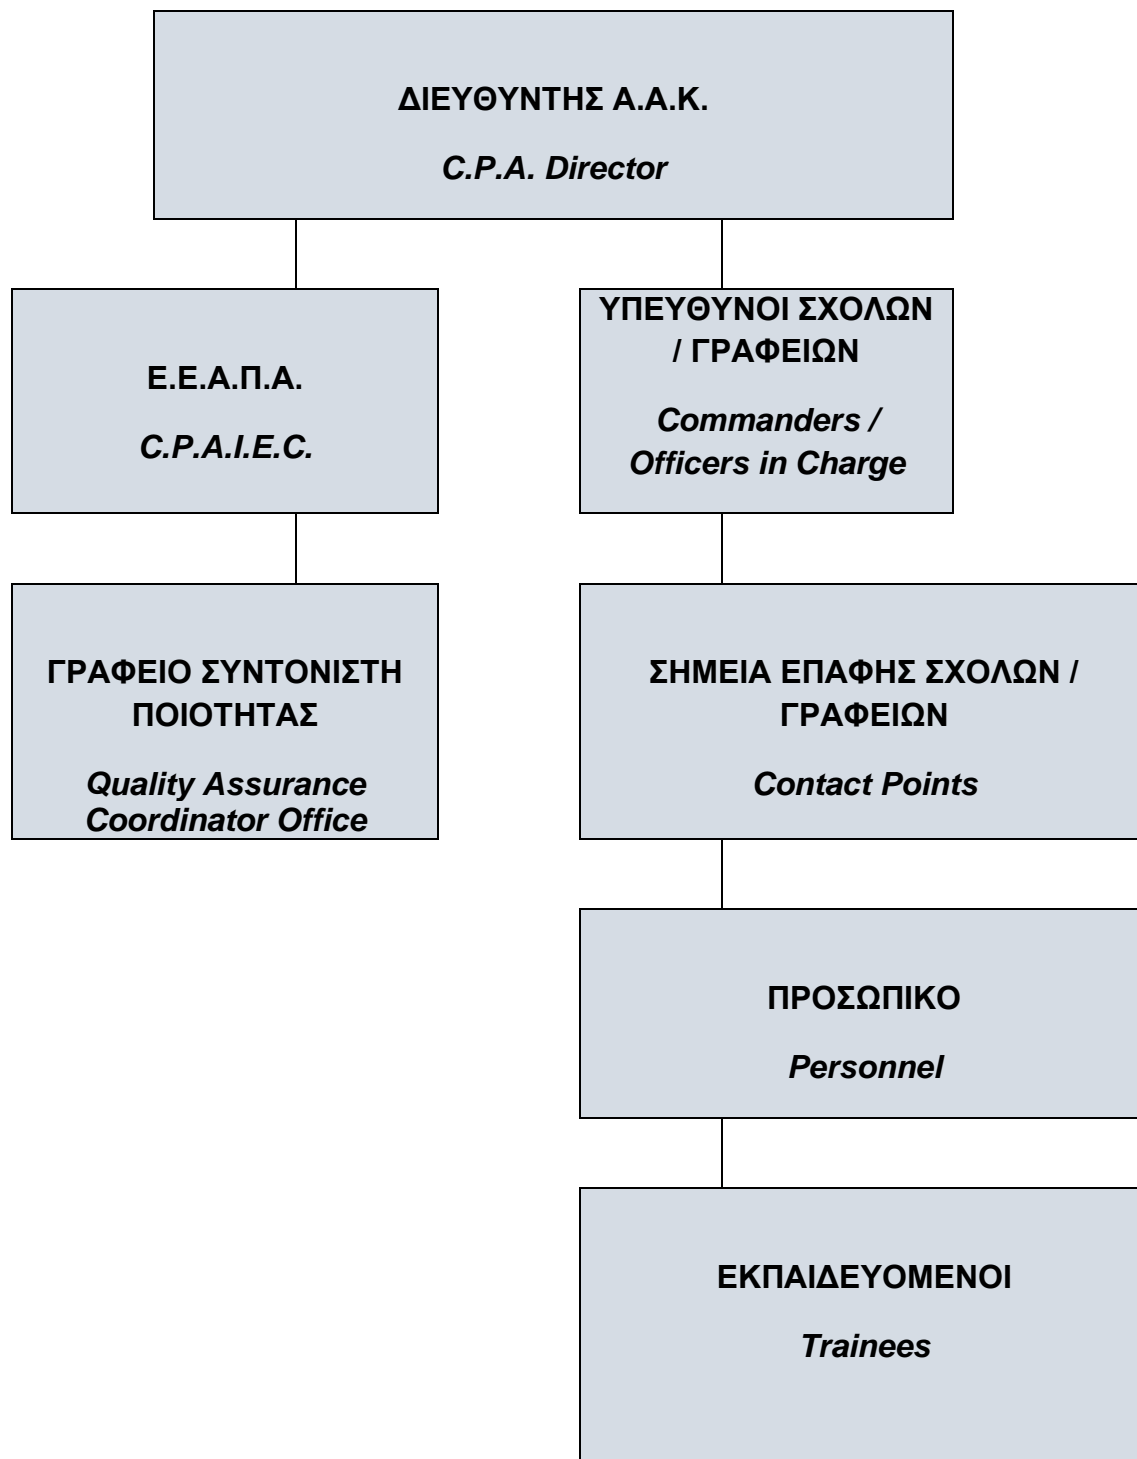 ΔΙΕΥΘΥΝΤΗΣ Α.Α.Κ.
C.P.A. Director
Ε.Ε.Α.Π.Α.
C.P.A.I.E.C.
ΥΠΕΥΘΥΝΟΙ ΣΧΟΛΩΝ
/ ΓΡΑΦΕΙΩΝ
Commanders /
Officers in Charge
ΓΡΑΦΕΙΟ ΣΥΝΤΟΝΙΣΤΗ
ΠΟΙΟΤΗΤΑΣ
Quality Assurance
Coordinator Office
ΣΗΜΕΙΑ ΕΠΑΦΗΣ ΣΧΟΛΩΝ /
ΓΡΑΦΕΙΩΝ
Contact Points
ΠΡΟΣΩΠΙΚΟ
Personnel
ΕΚΠΑΙΔΕΥΟΜΕΝΟΙ
Trainees